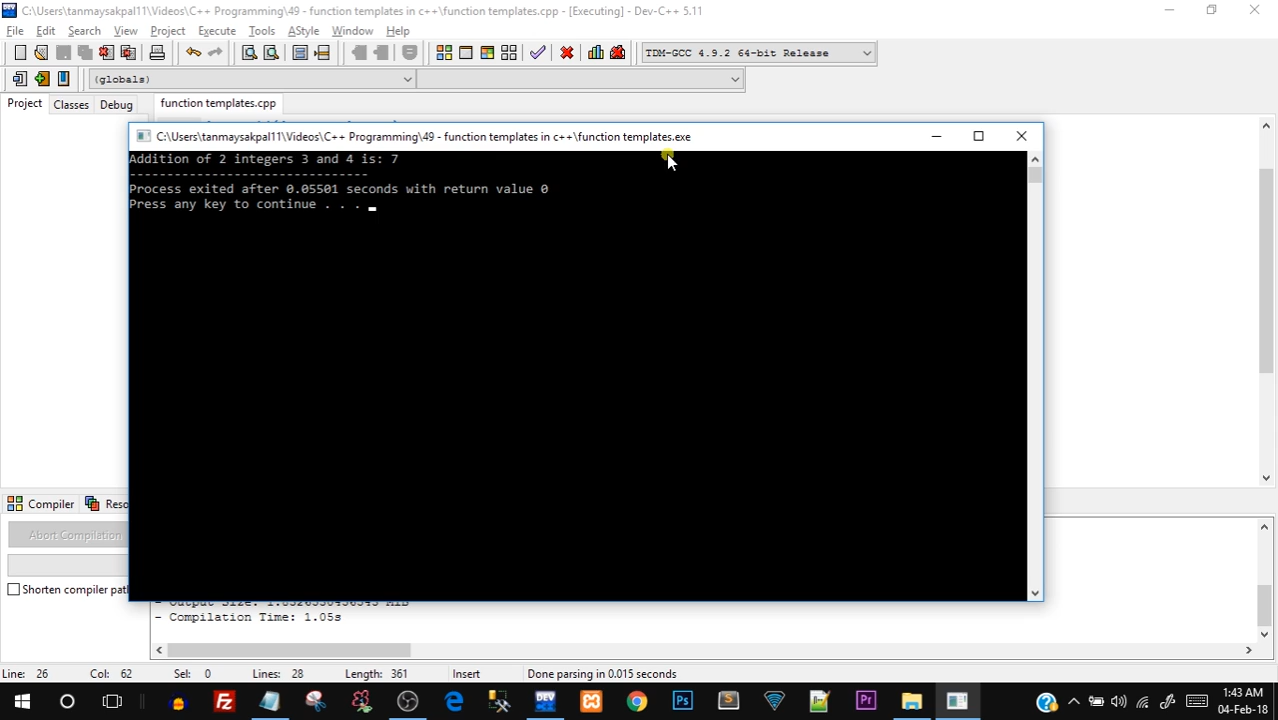 C:\Users\tanmaysakpal11\Videos\C++ Programming\49 - function templates in c++\function templates.cpp - [Executing] - Dev-C++ 5.11
File Edit Search View Project Execute Tools AStyle Window Help
TDM-GCC 4.9.2 64-bit Release
(globals)
Project Classes Debug function templates.cpp
C:\Users\tanmaysakpal11\Videos\C++ Programming\49 - function templates in c++\function templates.exe
Addition of 2 integers 3 and 4 is: 7
--------------------------------
Process exited after 0.05501 seconds with return value 0
Press any key to continue . . .
Compiler Reso
Abort Compilation
Shorten compiler path
- Output Size:
- Compilation Time: 1.05s
Line: 26 Col: 62 Sel: 0 Lines: 28 Length: 361 Insert Done parsing in 0.015 seconds
1:43 AM
04-Feb-18